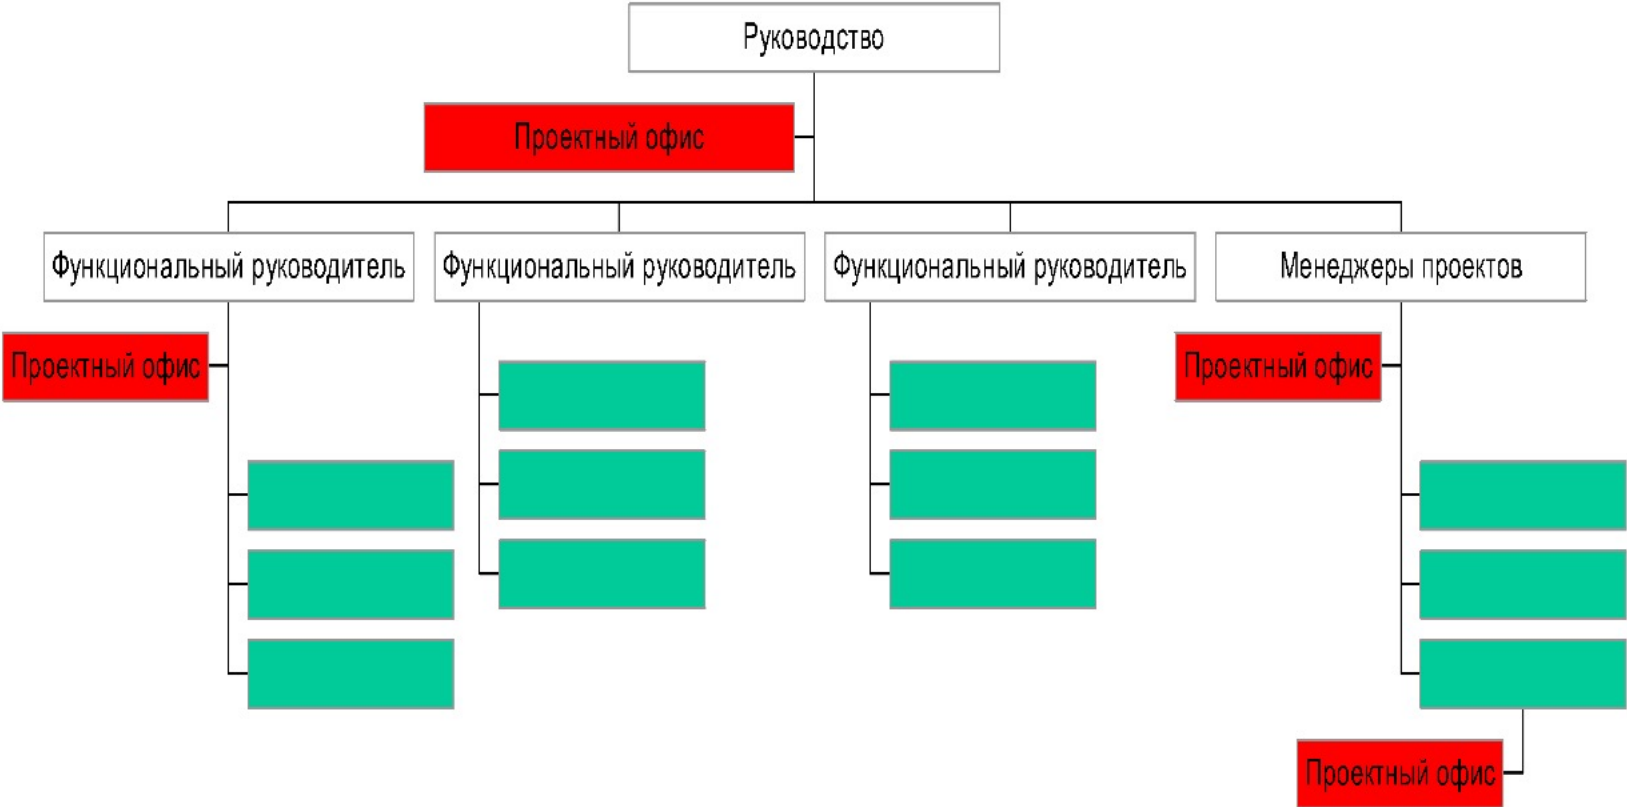 Руководство
Проектный офис
Функциональный руководитель
Функциональный руководитель
Функциональный руководитель
Менеджеры проектов
Проектный офис
Проектный офис
Проектный офис